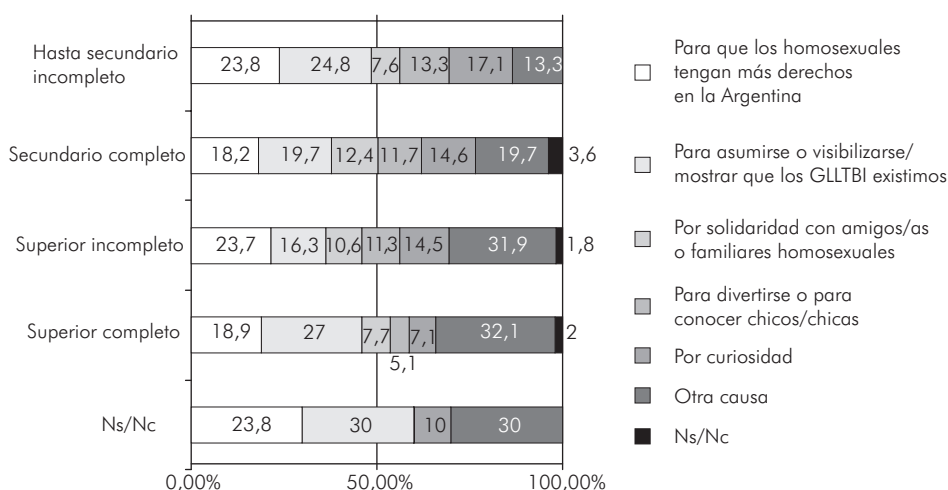 Hasta secundario
incompleto
23,8 24,8 7,6 13,3 17,1 13,3
Secundario completo
18,2 19,7 12,4 11,7 14,6 19,7 3,6
Superior incompleto
23,7 16,3 10,6 11,3 14,5 31,9 1,8
Superior completo
18,9 27 7,7 5,1 7,1 32,1 2
Ns/Nc
23,8 30 10 30
0,00% 50,00% 100,00%
Para que los homosexuales
tengan más derechos
en la Argentina
Para asumirse o visibilizarse/
mostrar que los GLLTBI existimos
Por solidaridad con amigos/as
o familiares homosexuales
Para divertirse o para
conocer chicos/chicas
Por curiosidad
Otra causa
Ns/Nc